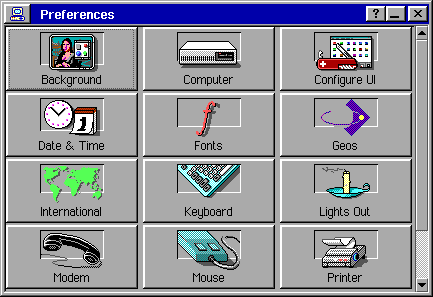 Preferences
Background Computer Configure UI
Date & Time Fonts Geos
International Keyboard Lights Out
Modem Mouse Printer